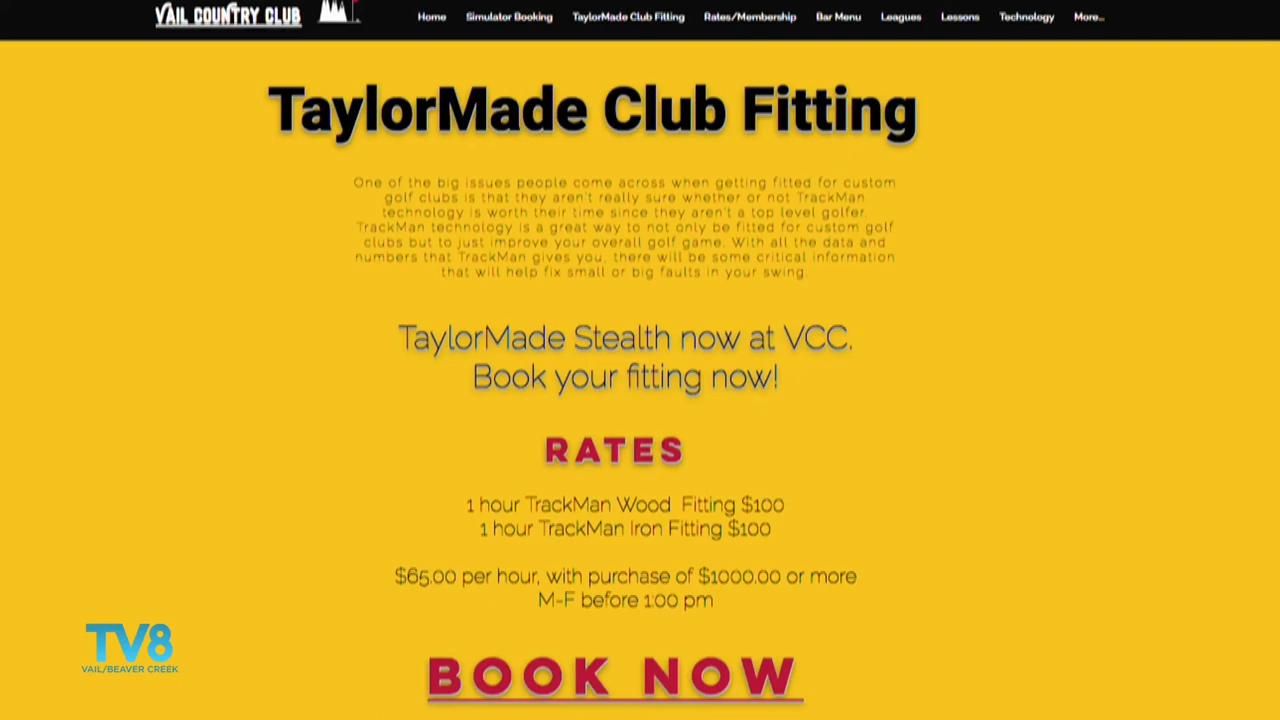 VAIL COUNTRY CLUB
Home Simulator Booking TaylorMade Club Fitting Rates/Membership Bar Menu Leagues Lessons Technology More...
TaylorMade Club Fitting
One of the big issues people come across when getting fitted for custom
golf clubs is that they aren't really sure whether or not TrackMan
technology is worth their time since they aren't a top level golfer.
TrackMan technology is a great way to not only be fitted for custom golf
clubs but to just improve your overall golf game. With all the data and
numbers that TrackMan gives you, there will be some critical information
that will help fix small or big faults in your swing.
TaylorMade Stealth now at VCC.
Book your fitting now!
RATES
1 hour TrackMan Wood Fitting $100
1 hour TrackMan Iron Fitting $100
$65.00 per hour, with purchase of $1000.00 or more
M-F before 1:00 pm
TV8
VAIL/BEAVER CREEK
BOOK NOW